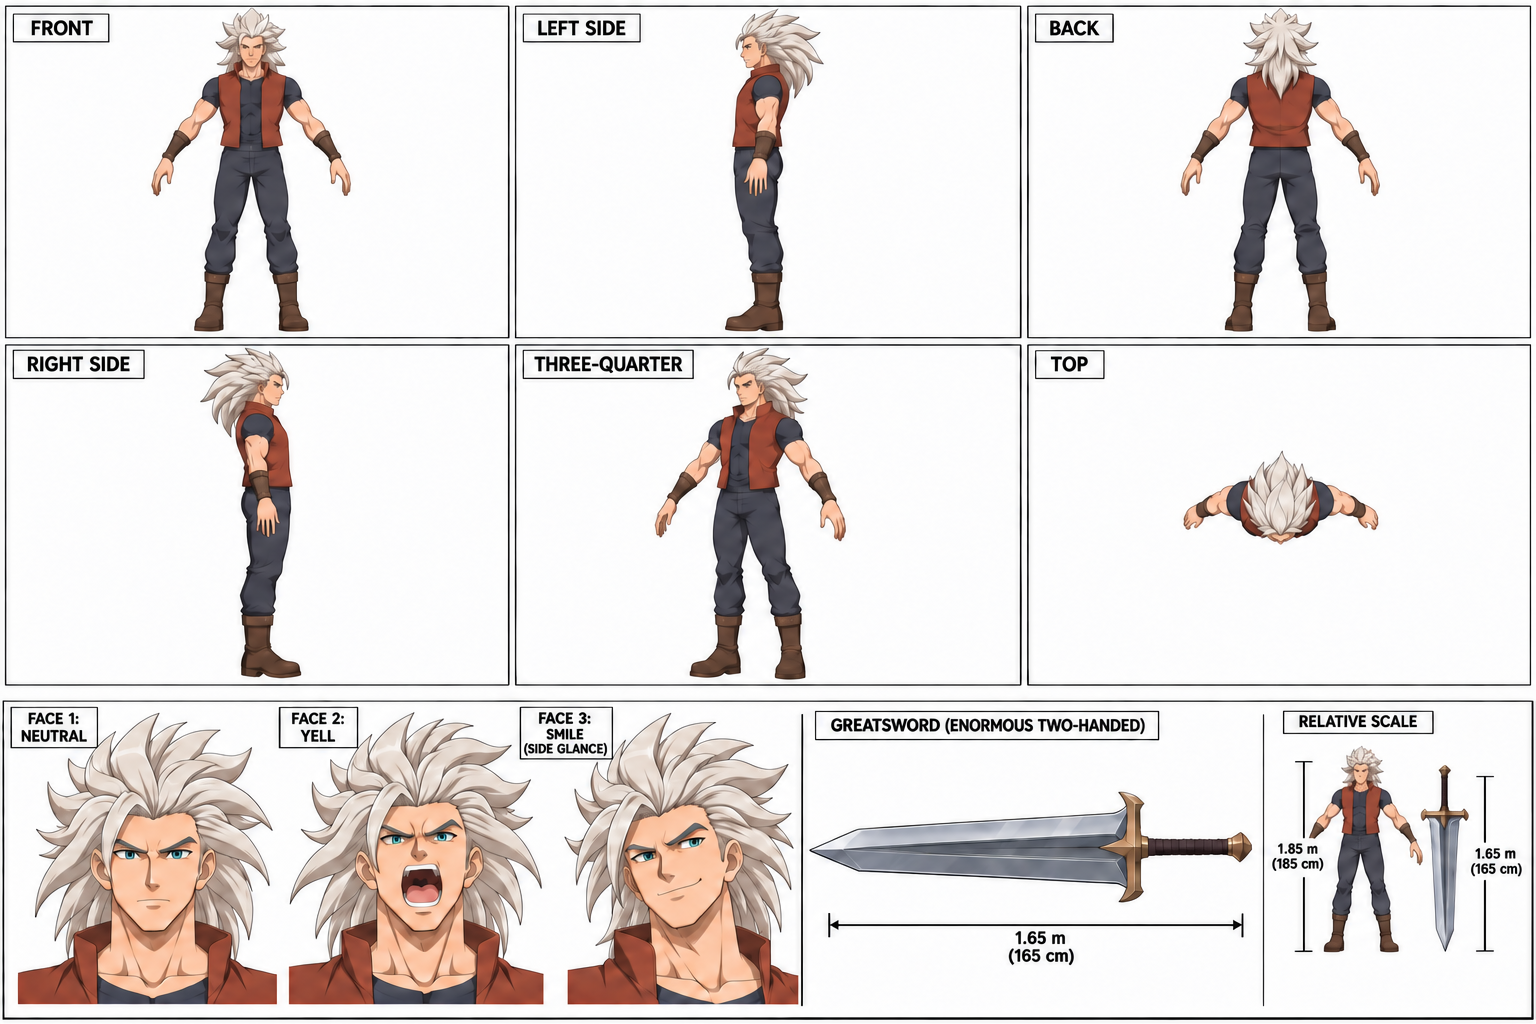 FRONT
LEFT SIDE
BACK
RIGHT SIDE
THREE-QUARTER
TOP
FACE 1:
NEUTRAL
FACE 2:
YELL
FACE 3:
SMILE
(SIDE GLANCE)
GREATSWORD (ENORMOUS TWO-HANDED)
1.65 m
(165 cm)
RELATIVE SCALE
1.85 m
(185 cm)
1.65 m
(165 cm)